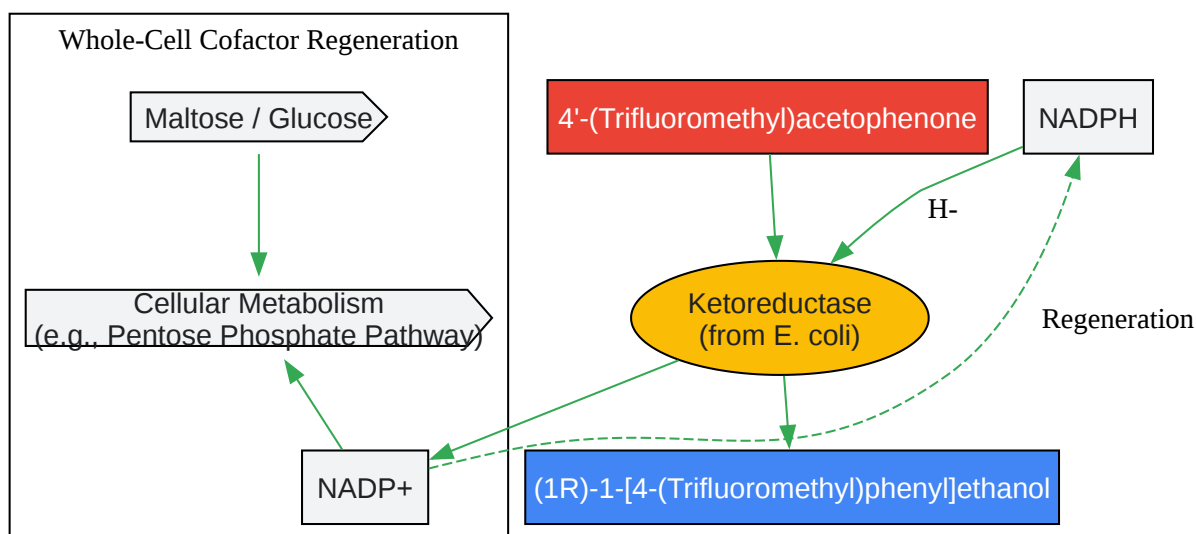 Whole-Cell Cofactor Regeneration
Maltose / Glucose
4'-(Trifluoromethyl)acetophenone
NADPH
H-
Cellular Metabolism
(e.g., Pentose Phosphate Pathway)
Ketoreductase
(from E. coli)
Regeneration
NADP+
(1R)-1-[4-(Trifluoromethyl)phenyl]ethanol